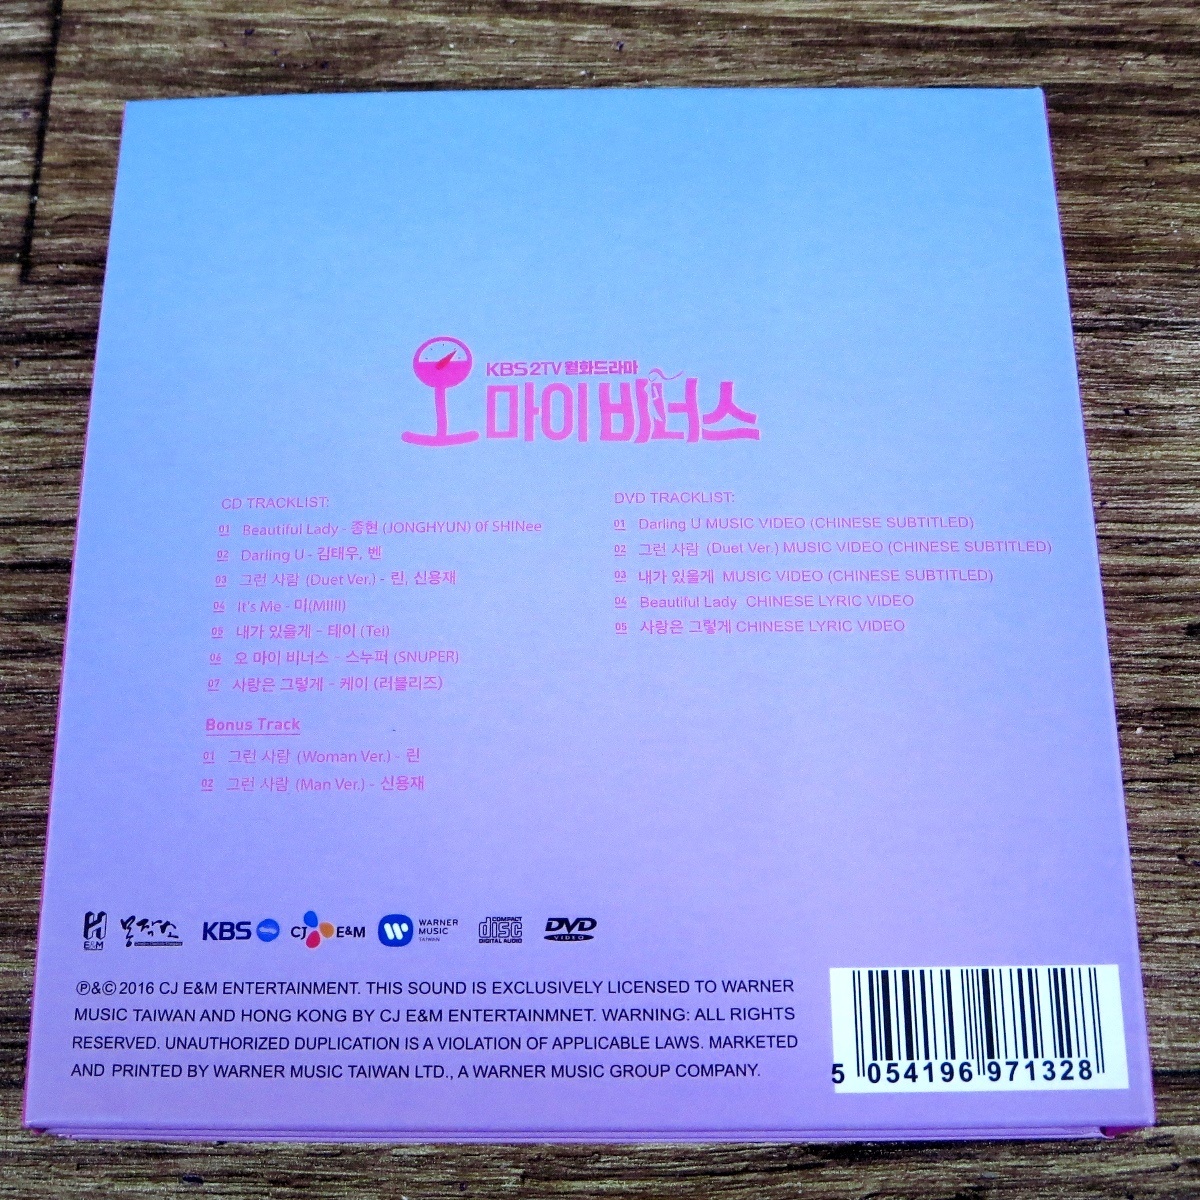 KBS2TV 월화드라마
오 마이 비너스
CD TRACKLIST:
01 Beautiful Lady - 종현 (JONGHYUN) Of SHINee
02 Darling U - 김태우, 벤
03 그런 사람 (Duet Ver.) - 린, 신용재
04 It's Me - 미(MIIII)
05 내가 있을게 - 테이 (Tei)
06 오 마이 비너스 - 스누퍼 (SNUPER)
07 사랑은 그렇게 - 케이 (러블리즈)
Bonus Track
01 그런 사람 (Woman Ver.) - 린
02 그런 사람 (Man Ver.) - 신용재
DVD TRACKLIST:
01 Darling U MUSIC VIDEO (CHINESE SUBTITLED)
02 그런 사람 (Duet Ver.) MUSIC VIDEO (CHINESE SUBTITLED)
03 내가 있을게 MUSIC VIDEO (CHINESE SUBTITLED)
04 Beautiful Lady CHINESE LYRIC VIDEO
05 사랑은 그렇게 CHINESE LYRIC VIDEO
H E&M 몽작소 KBS CJ E&M WARNER MUSIC TAIWAN COMPACT disc DIGITAL AUDIO DVD VIDEO
℗&© 2016 CJ E&M ENTERTAINMENT. THIS SOUND IS EXCLUSIVELY LICENSED TO WARNER
MUSIC TAIWAN AND HONG KONG BY CJ E&M ENTERTAINMNET. WARNING: ALL RIGHTS
RESERVED. UNAUTHORIZED DUPLICATION IS A VIOLATION OF APPLICABLE LAWS. MARKETED
AND PRINTED BY WARNER MUSIC TAIWAN LTD., A WARNER MUSIC GROUP COMPANY.
5 054196 971328